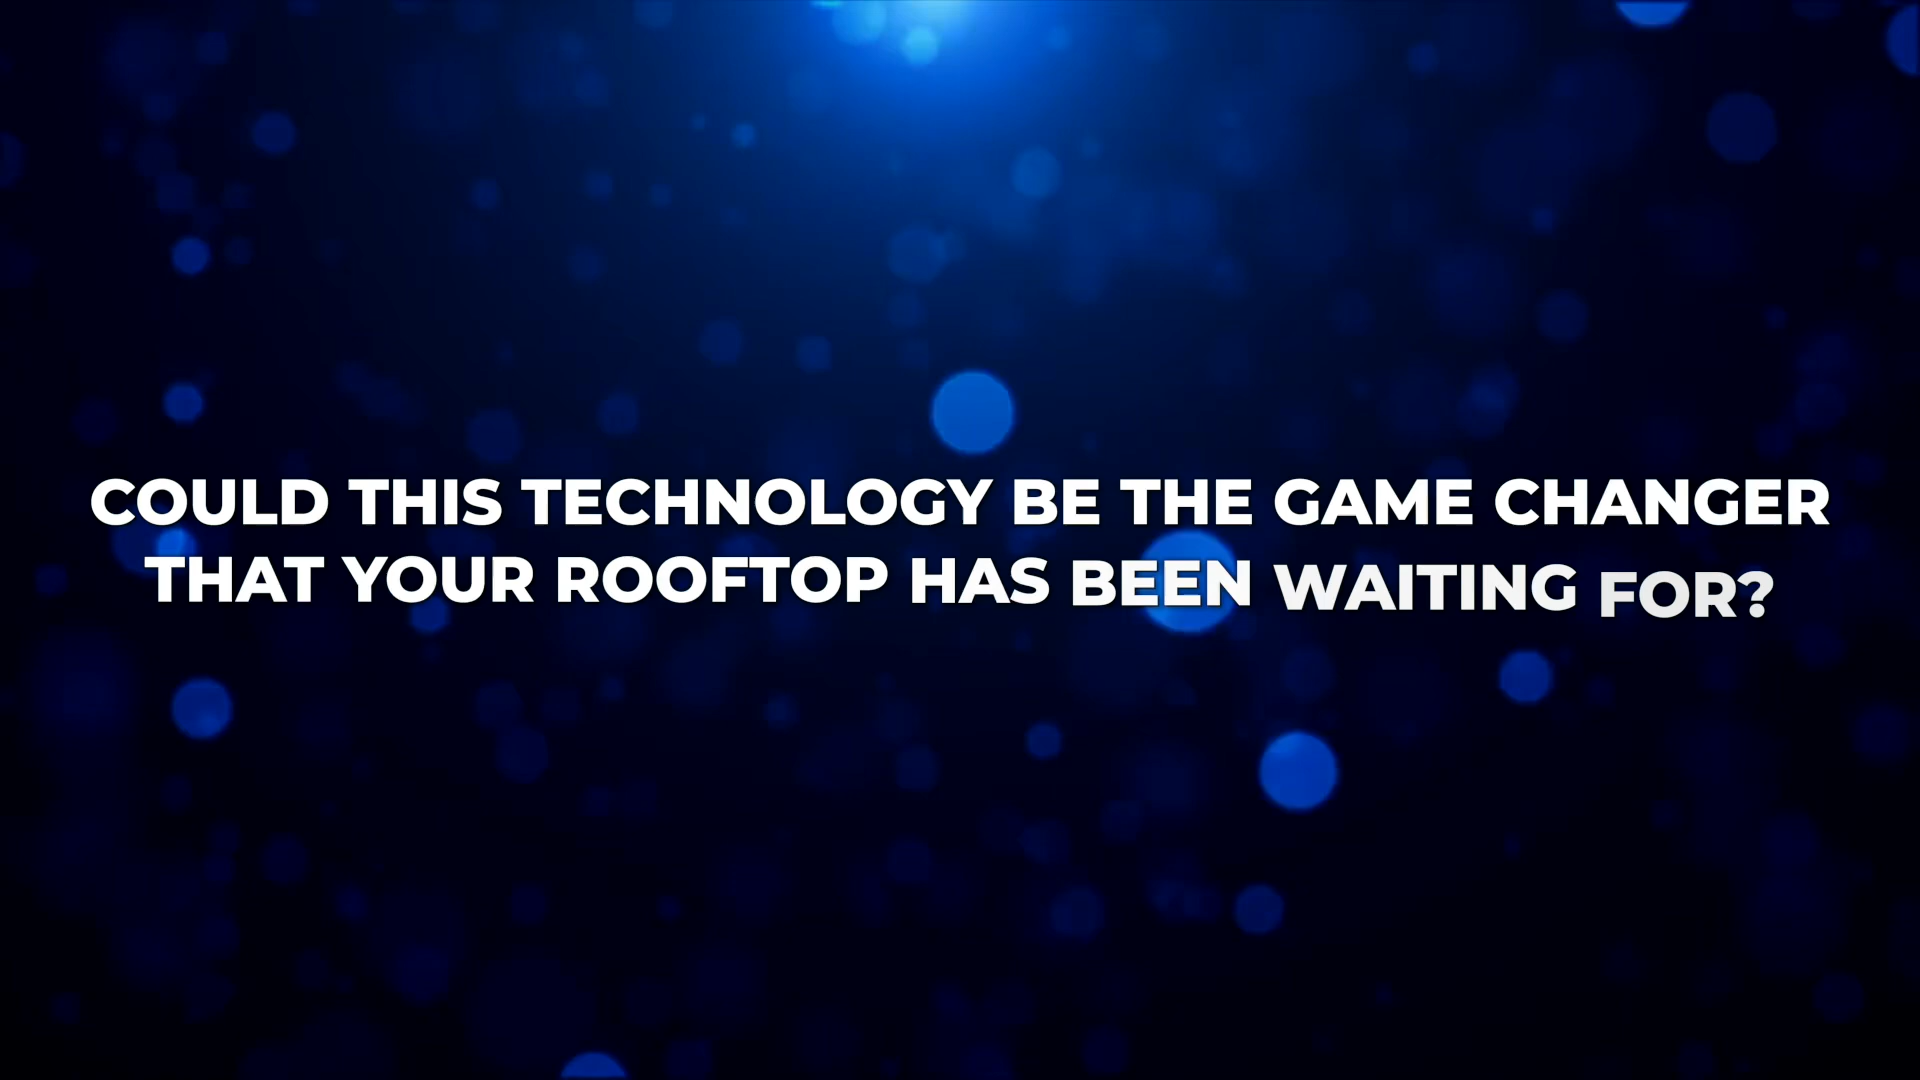 COULD THIS TECHNOLOGY BE THE GAME CHANGER
THAT YOUR ROOFTOP HAS BEEN WAITING FOR?